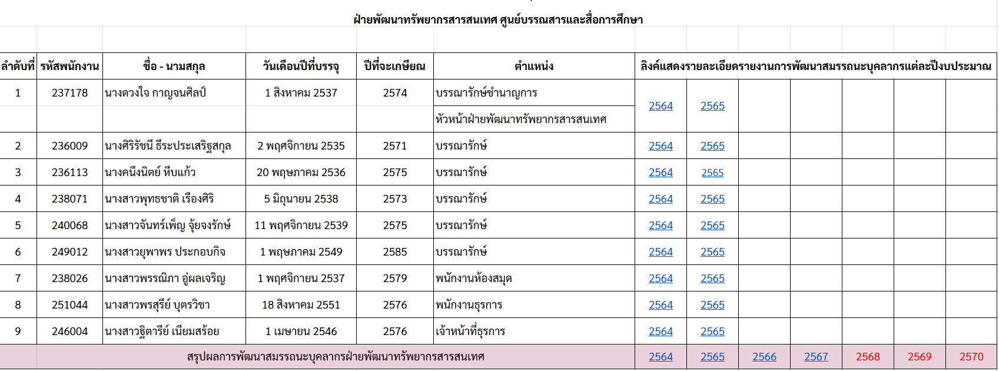 ฝ่ายพัฒนาทรัพยากรสารสนเทศ ศูนย์บรรณสารและสื่อการศึกษา
ลำดับที่ รหัสพนักงาน ชื่อ - นามสกุล วันเดือนปีที่บรรจุ ปีที่จะเกษียณ ตำแหน่ง ลิงค์แสดงรายละเอียดรายงานการพัฒนาสมรรถนะบุคลากรแต่ละปีงบประมาณ
1 237178 นางดวงใจ กาญจนศิลป์ 1 สิงหาคม 2537 2574 บรรณารักษ์ชำนาญการ 2564 2565
หัวหน้าฝ่ายพัฒนาทรัพยากรสารสนเทศ
2 236009 นางศิริรัชนี ธีระประเสริฐสกุล 2 พฤศจิกายน 2535 2571 บรรณารักษ์ 2564 2565
3 236113 นางคนึงนิตย์ หีบแก้ว 20 พฤษภาคม 2536 2575 บรรณารักษ์ 2564 2565
4 238071 นางสาวพุทธชาติ เรืองศิริ 5 มิถุนายน 2538 2573 บรรณารักษ์ 2564 2565
5 240068 นางสาวจันทร์เพ็ญ จุ้ยจงรักษ์ 11 พฤศจิกายน 2539 2575 บรรณารักษ์ 2564 2565
6 249012 นางสาวยุพาพร ประกอบกิจ 1 พฤษภาคม 2549 2585 บรรณารักษ์ 2564 2565
7 238026 นางสาวพรรณิภา อู่ผลเจริญ 1 พฤศจิกายน 2537 2579 พนักงานห้องสมุด 2564 2565
8 251044 นางสาวพรสุรีย์ บุตรวิชา 18 สิงหาคม 2551 2576 พนักงานธุรการ 2564 2565
9 246004 นางสาวฐิตารีย์ เนียมสร้อย 1 เมษายน 2546 2576 เจ้าหน้าที่ธุรการ 2564 2565
สรุปผลการพัฒนาสมรรถนะบุคลากรฝ่ายพัฒนาทรัพยากรสารสนเทศ 2564 2565 2566 2567 2568 2569 2570